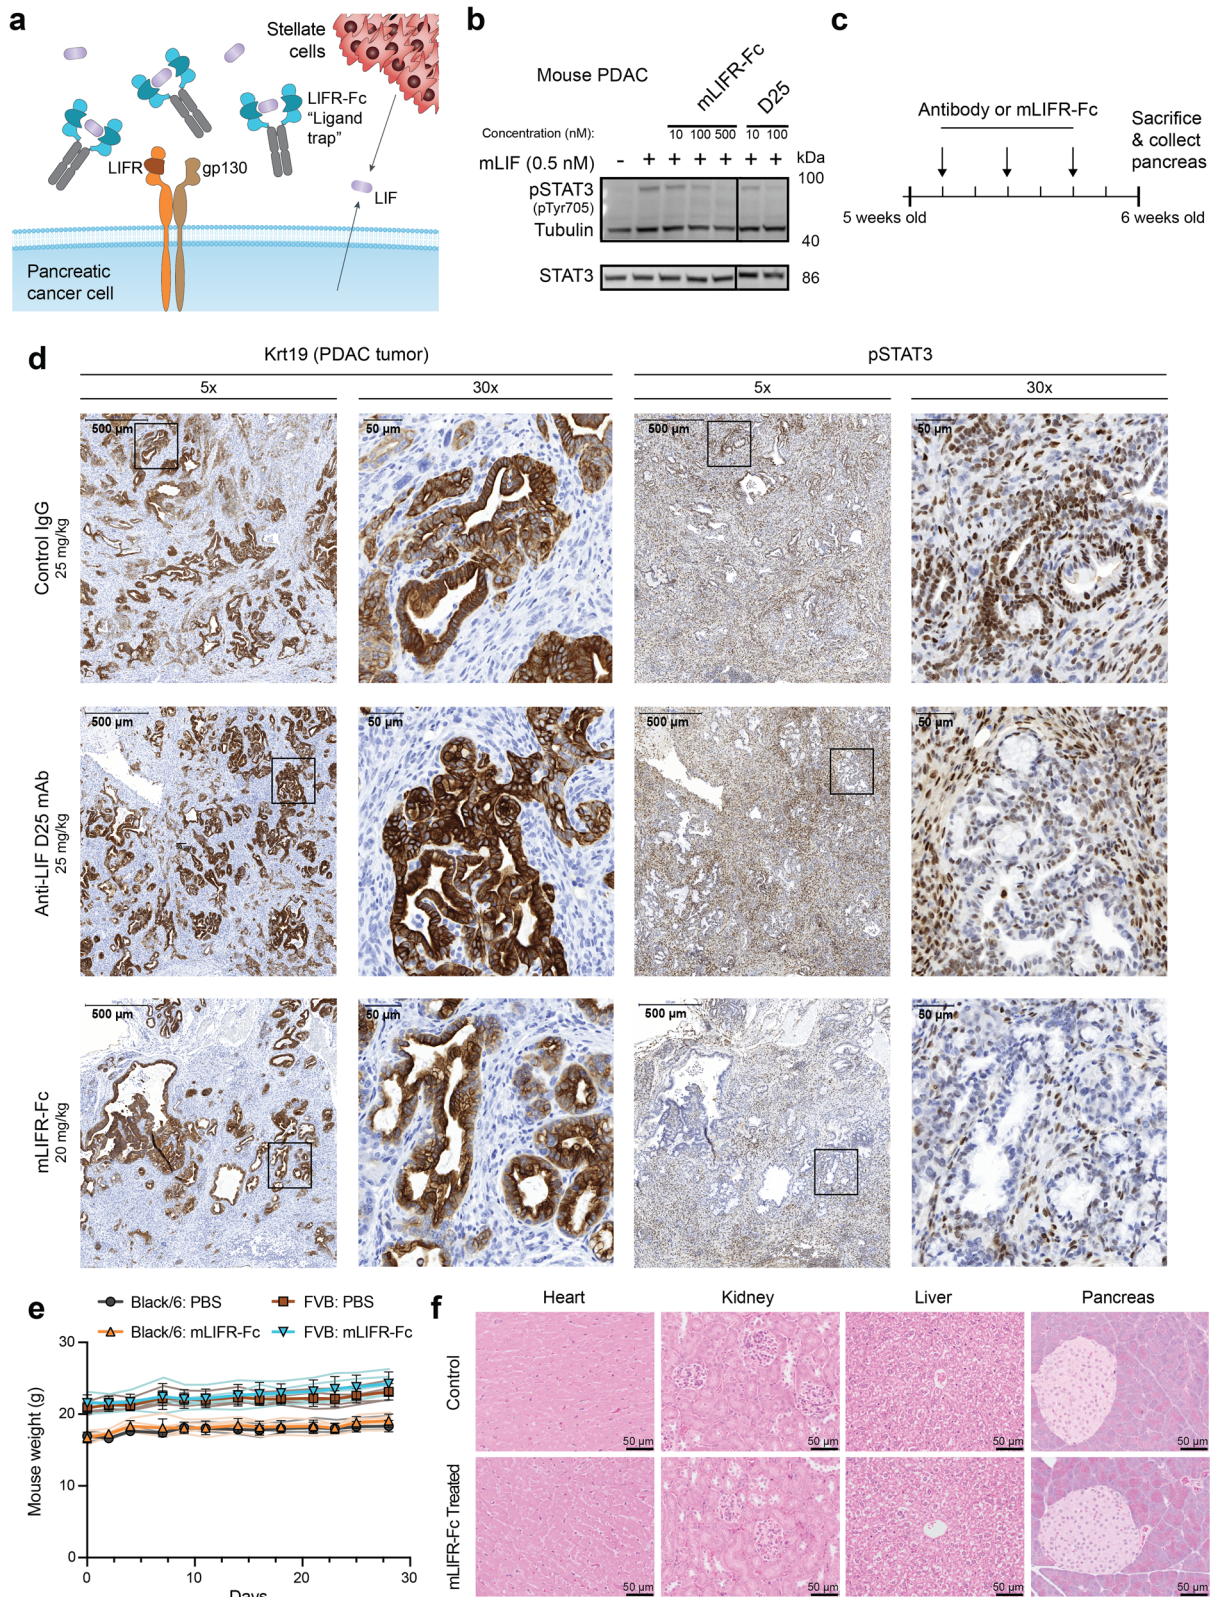 a
Stellate
cells
LIFR-Fc
“Ligand
trap”
LIFR
gp130
LIF
Pancreatic
cancer cell
b
Mouse PDAC
mLIFR-Fc
D25
Concentration (nM):
10 100 500 10 100
mLIF (0.5 nM)
- + + + + + +
kDa
pSTAT3
(pTyr705)
100
Tubulin
40
STAT3
86
c
Antibody or mLIFR-Fc
Sacrifice
& collect
pancreas
5 weeks old
6 weeks old
d
Krt19 (PDAC tumor)
pSTAT3
5x
30x
5x
30x
Control IgG
25 mg/kg
500 µm
50 µm
500 µm
50 µm
Anti-LIF D25 mAb
25 mg/kg
500 µm
50 µm
500 µm
50 µm
mLIFR-Fc
20 mg/kg
500 µm
50 µm
500 µm
50 µm
e
Black/6: PBS
FVB: PBS
Black/6: mLIFR-Fc
FVB: mLIFR-Fc
Mouse weight (g)
30
20
10
0
0 10 20 30
Days
f
Heart
Kidney
Liver
Pancreas
Control
50 µm
50 µm
50 µm
50 µm
mLIFR-Fc Treated
50 µm
50 µm
50 µm
50 µm